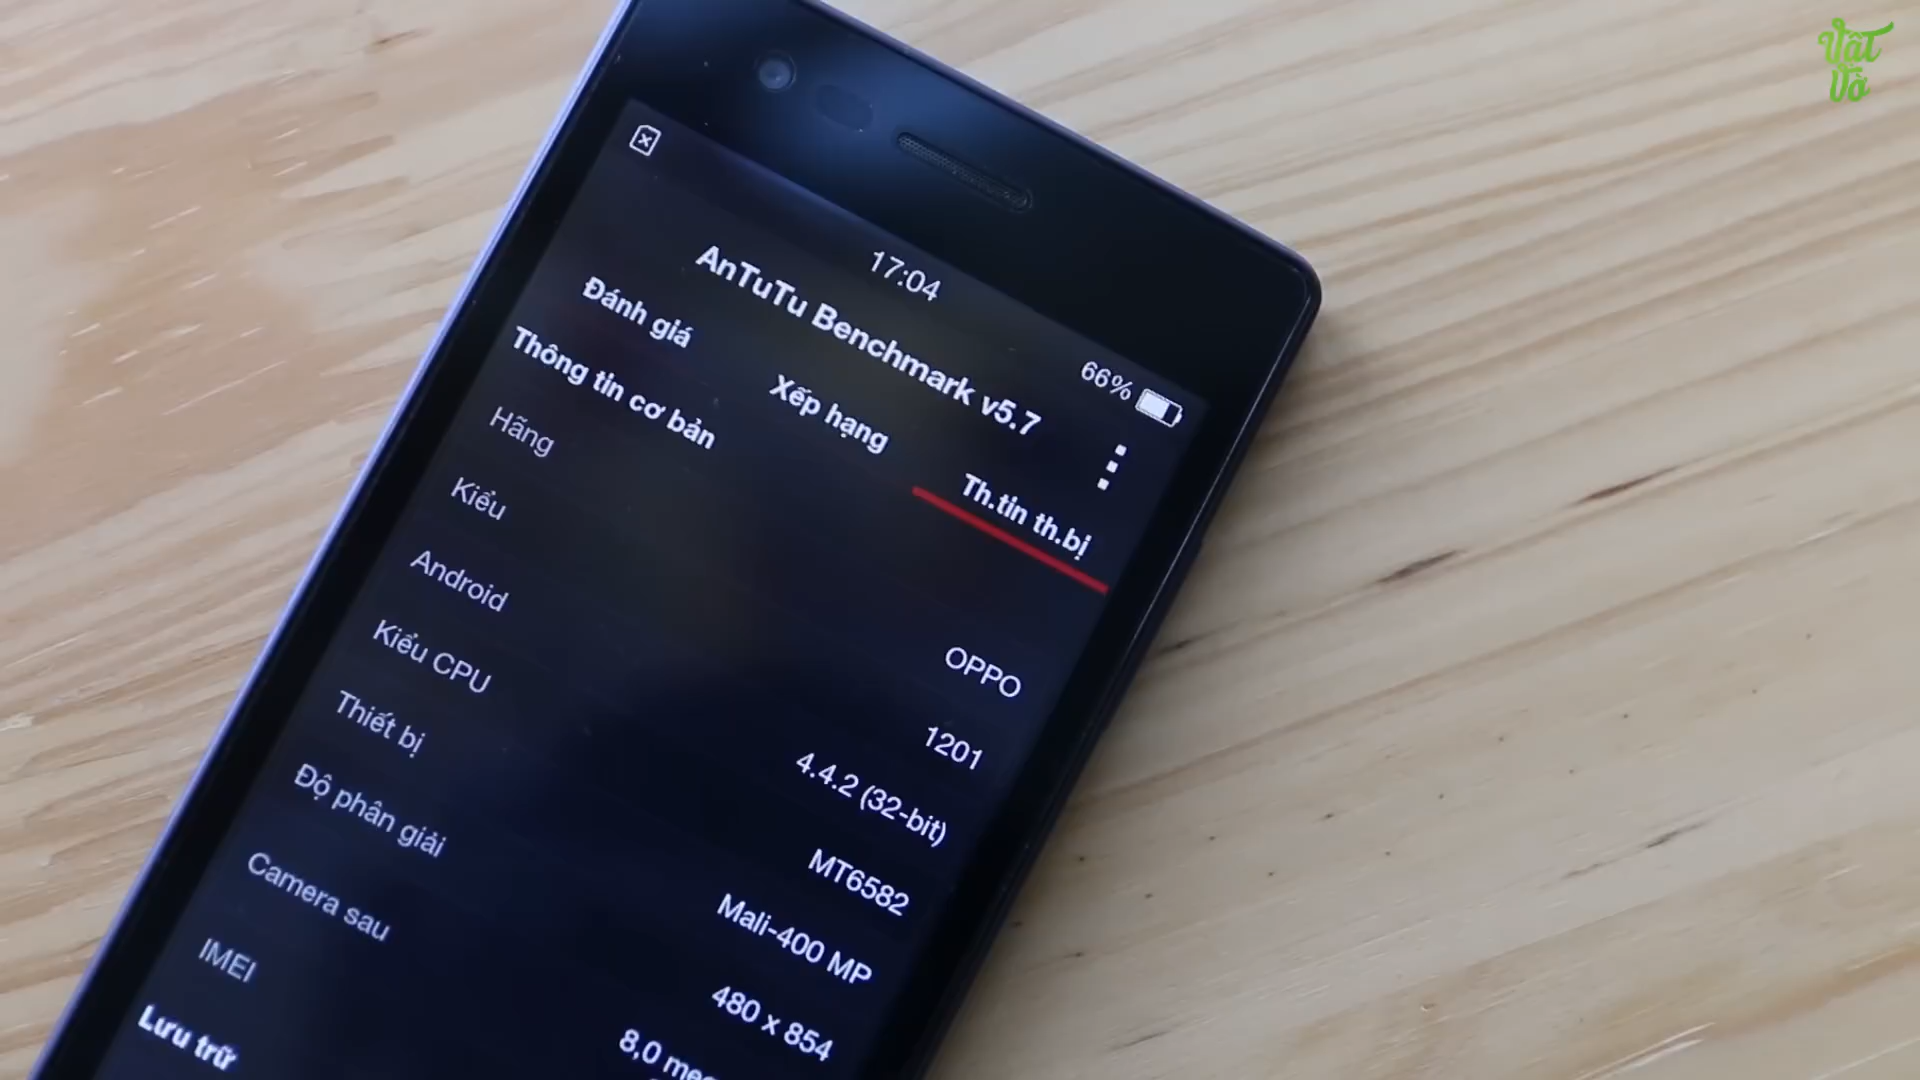 Vật
Vờ
17:04
66%
AnTuTu Benchmark v5.7
Đánh giá
Xếp hạng
Th.tin th.bị
Thông tin cơ bản
Hãng
OPPO
Kiểu
1201
Android
4.4.2 (32-bit)
Kiểu CPU
MT6582
Thiết bị
Mali-400 MP
Độ phân giải
480 x 854
Camera sau
8,0
IMEI
Lưu trữ